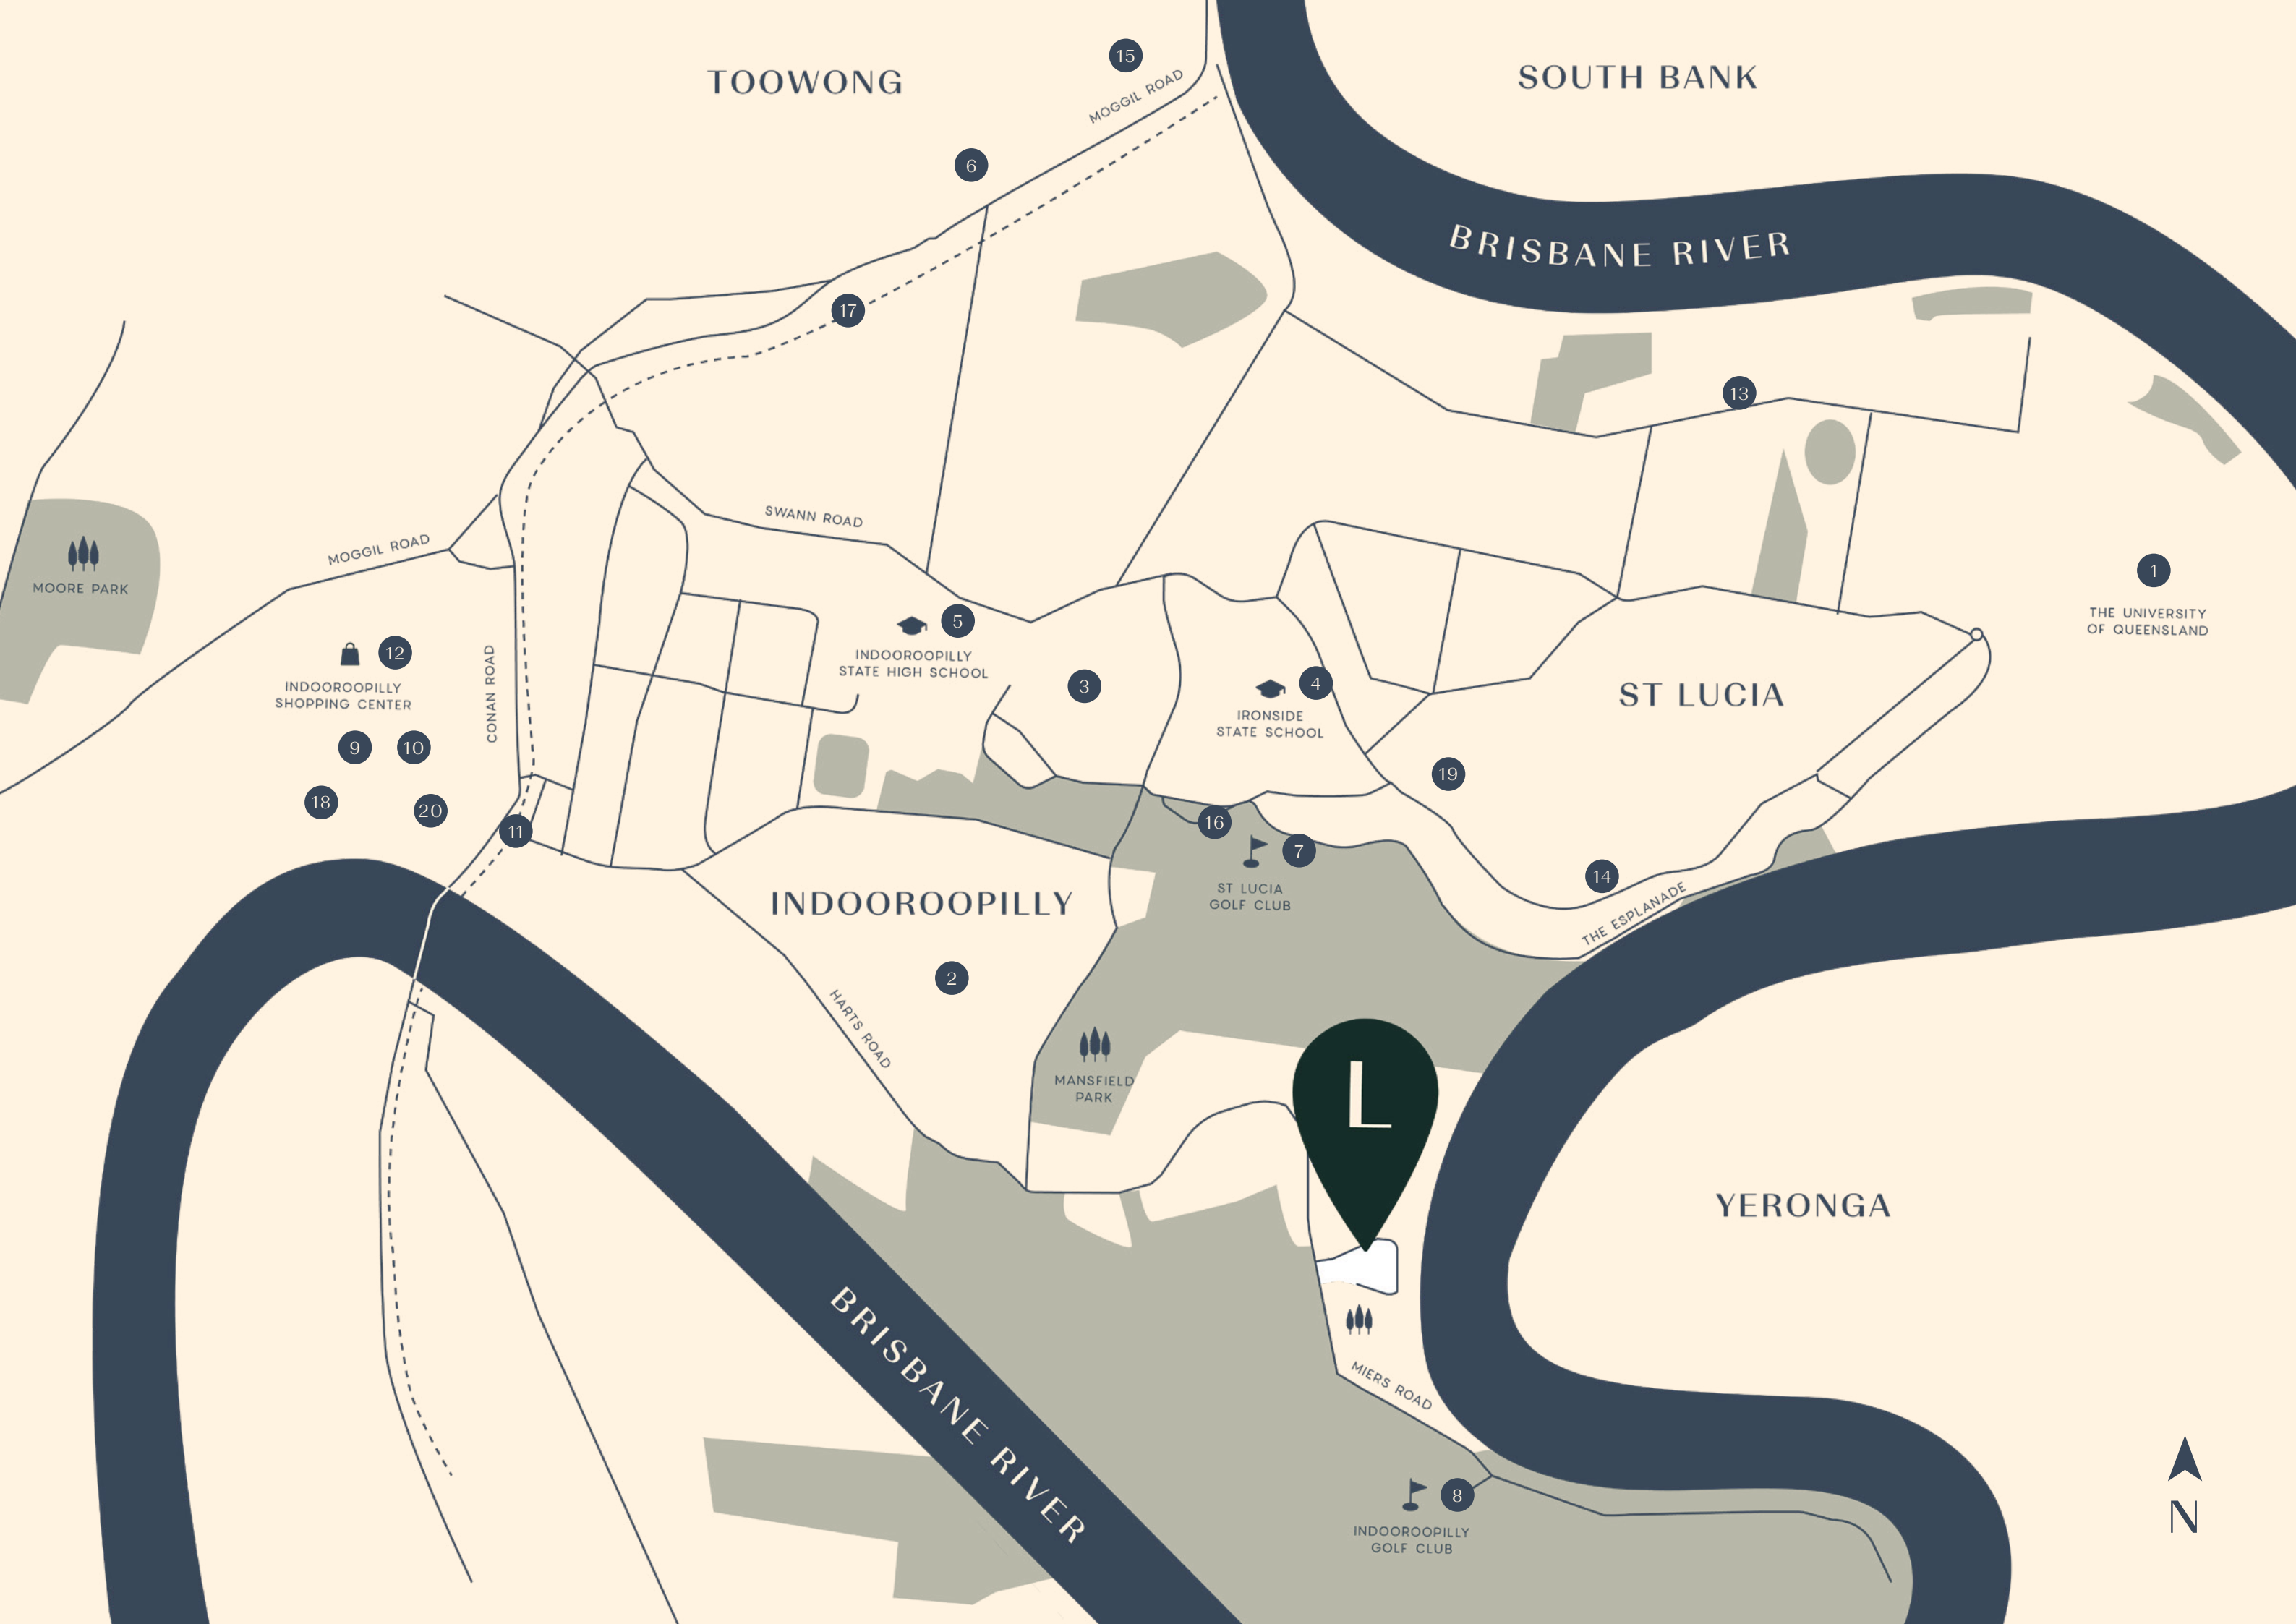 15
TOOWONG
SOUTH BANK
MOGGIL ROAD
6
BRISBANE RIVER
17
13
SWANN ROAD
MOGGIL ROAD
MOORE PARK
1
THE UNIVERSITY
OF QUEENSLAND
5
INDOOROOPILLY
STATE HIGH SCHOOL
12
INDOOROOPILLY
SHOPPING CENTER
CONAN ROAD
3
4
IRONSIDE
STATE SCHOOL
ST LUCIA
9
10
19
18
20
11
16
7
ST LUCIA
GOLF CLUB
14
THE ESPLANADE
INDOOROOPILLY
2
HARTS ROAD
MANSFIELD
PARK
L
YERONGA
BRISBANE RIVER
MIERS ROAD
8
INDOOROOPILLY
GOLF CLUB
N